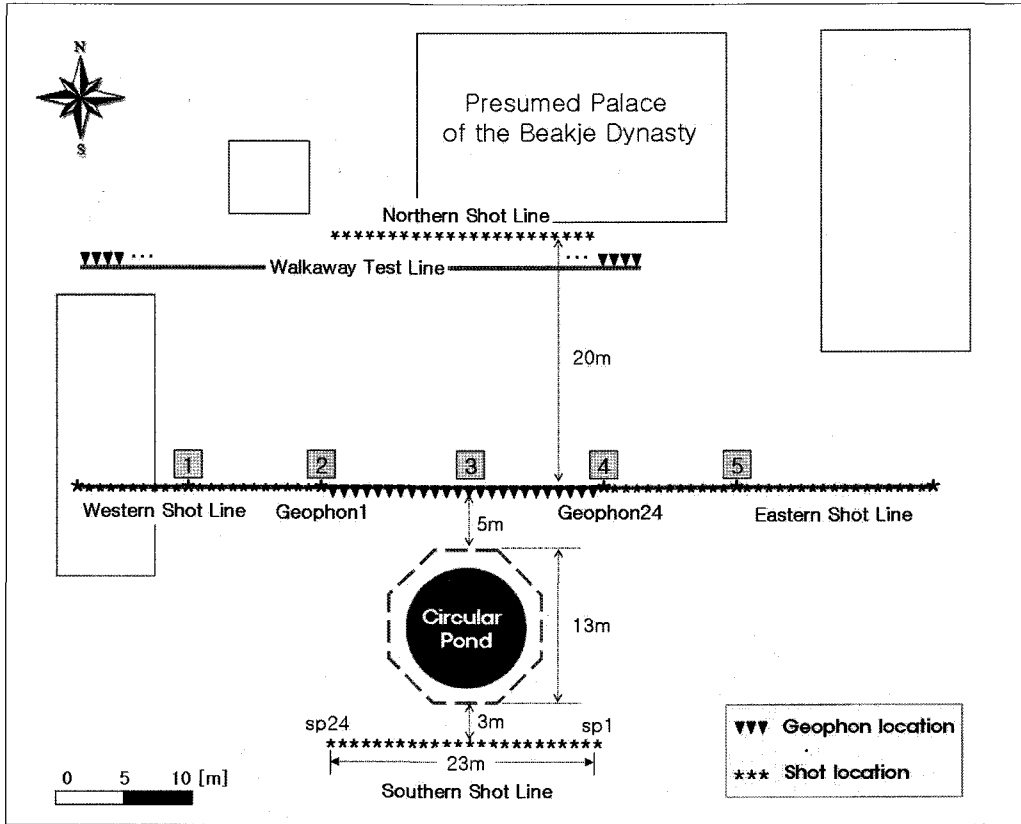 N
S
Presumed Palace
of the Beakje Dynasty
Northern Shot Line
Walkaway Test Line
20m
1
2
3
4
5
Western Shot Line
Geophon1
5m
Geophon24
Eastern Shot Line
Circular
Pond
13m
sp24
3m
sp1
23m
Southern Shot Line
0 5 10 [m]
Geophon location
*** Shot location